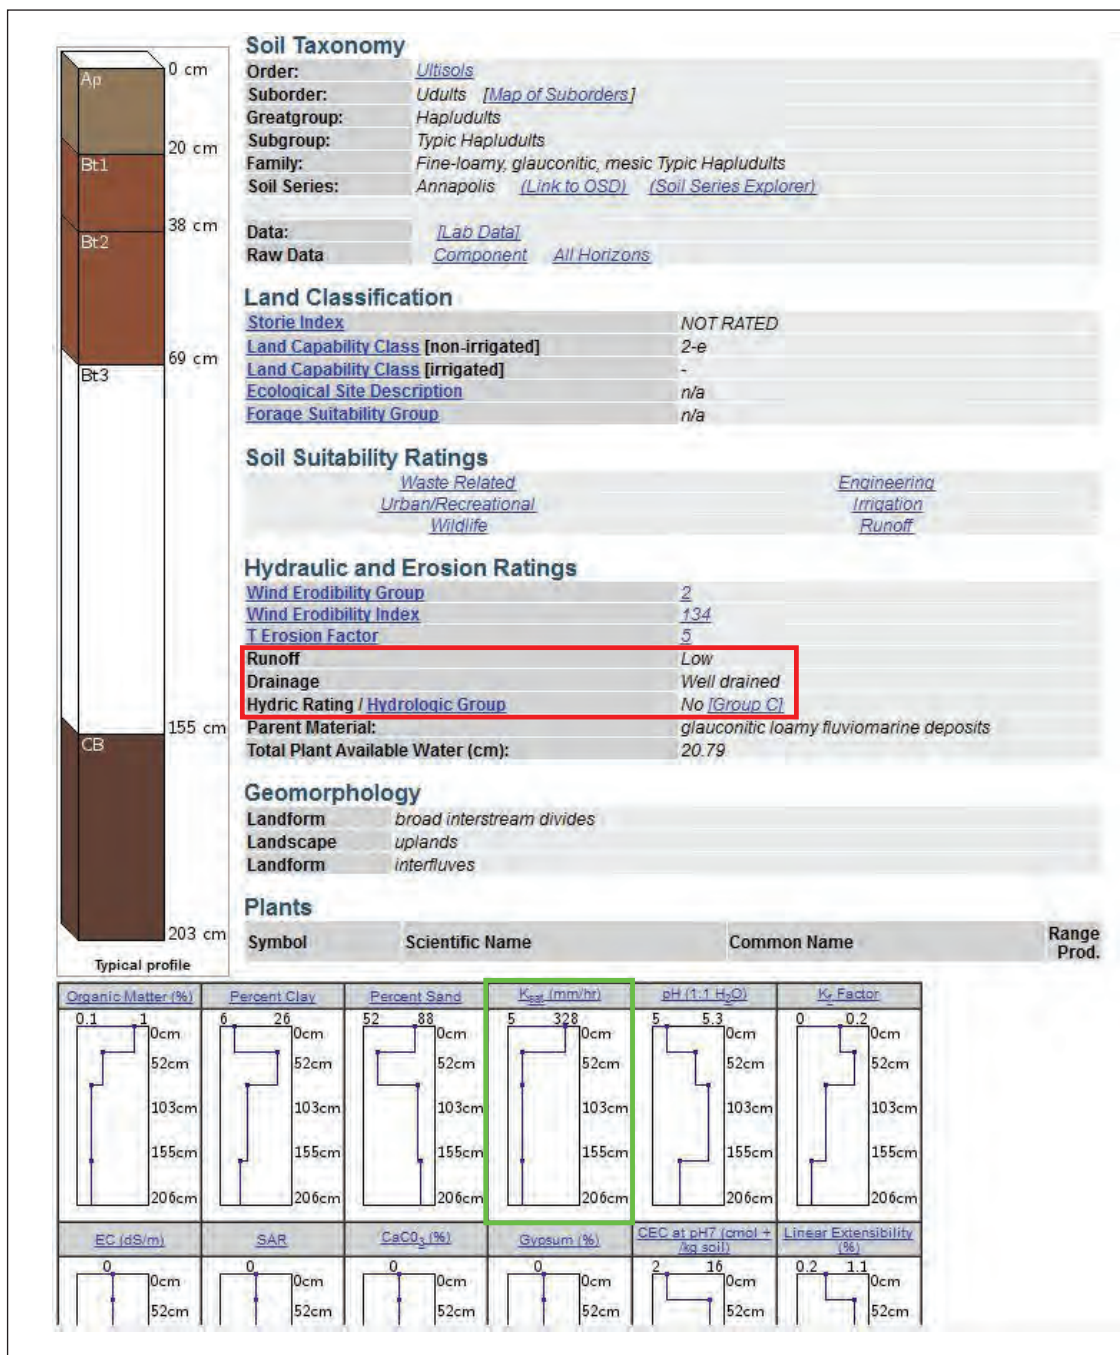 Soil Taxonomy
Order: Ultisols
Suborder: Udults [Map of Suborders]
Greatgroup: Hapludults
Subgroup: Typic Hapludults
Family: Fine-loamy, glauconitic, mesic Typic Hapludults
Soil Series: Annapolis (Link to OSD) (Soil Series Explorer)
Data: [Lab Data]
Raw Data Component All Horizons
Ap
0 cm
20 cm
Bt1
38 cm
Bt2
69 cm
Bt3
155 cm
CB
203 cm
Typical profile
Land Classification
Storie Index NOT RATED
Land Capability Class [non-irrigated] 2-e
Land Capability Class [irrigated] -
Ecological Site Description n/a
Forage Suitability Group n/a
Soil Suitability Ratings
Waste Related Engineering
Urban/Recreational Irrigation
Wildlife Runoff
Hydraulic and Erosion Ratings
Wind Erodibility Group 2
Wind Erodibility Index 134
T Erosion Factor 5
Runoff Low
Drainage Well drained
Hydric Rating / Hydrologic Group No [Group C]
Parent Material: glauconitic loamy fluviomarine deposits
Total Plant Available Water (cm): 20.79
Geomorphology
Landform broad interstream divides
Landscape uplands
Landform interfluves
Plants
Symbol Scientific Name Common Name Range Prod.
Organic Matter (%) Percent Clay Percent Sand Ksat (mm/hr) pH (1:1 H2O) Kf Factor
0.1 1 6 26 52 88 5 328 5 5.3 0 0.2
0cm 0cm 0cm 0cm 0cm 0cm
52cm 52cm 52cm 52cm 52cm 52cm
103cm 103cm 103cm 103cm 103cm 103cm
155cm 155cm 155cm 155cm 155cm 155cm
206cm 206cm 206cm 206cm 206cm 206cm
EC (dS/m) SAR CaC03 (%) Gypsum (%) CEC at pH7 (cmol + /kg soil) Linear Extensibility (%)
0 0 0 0 2 16 0.2 1.1
0cm 0cm 0cm 0cm 0cm 0cm
52cm 52cm 52cm 52cm 52cm 52cm